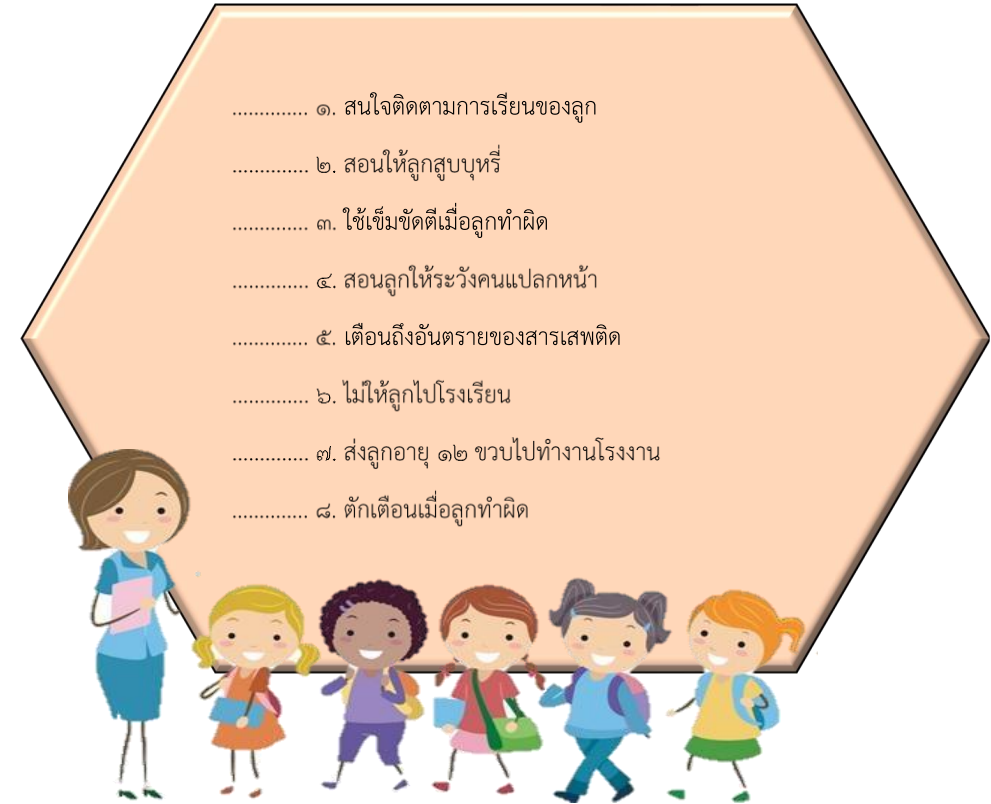 .............. ๑. สนใจติดตามการเรียนของลูก
.............. ๒. สอนให้ลูกสูบบุหรี่
.............. ๓. ใช้เข็มขัดตีเมื่อลูกทำผิด
.............. ๔. สอนลูกให้ระวังคนแปลกหน้า
.............. ๕. เตือนถึงอันตรายของสารเสพติด
.............. ๖. ไม่ให้ลูกไปโรงเรียน
.............. ๗. ส่งลูกอายุ ๑๒ ขวบไปทำงานโรงงาน
.............. ๘. ตักเตือนเมื่อลูกทำผิด